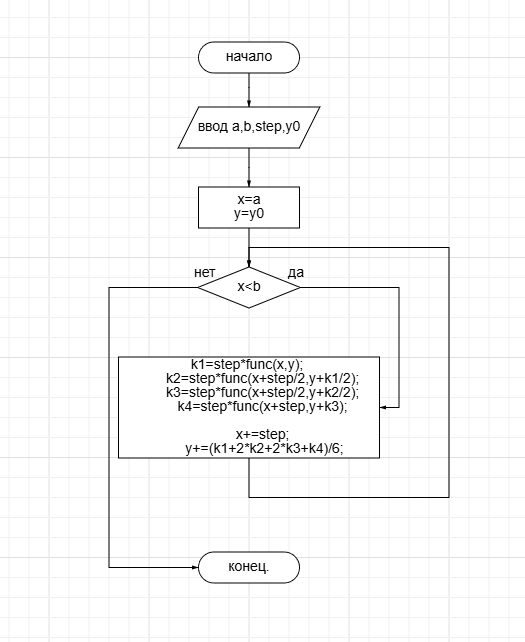 начало
ввод a,b,step,y0
x=a
y=y0
нет
да
x<b
k1=step*func(x,y);
k2=step*func(x+step/2,y+k1/2);
k3=step*func(x+step/2,y+k2/2);
k4=step*func(x+step,y+k3);
x+=step;
y+=(k1+2*k2+2*k3+k4)/6;
конец.